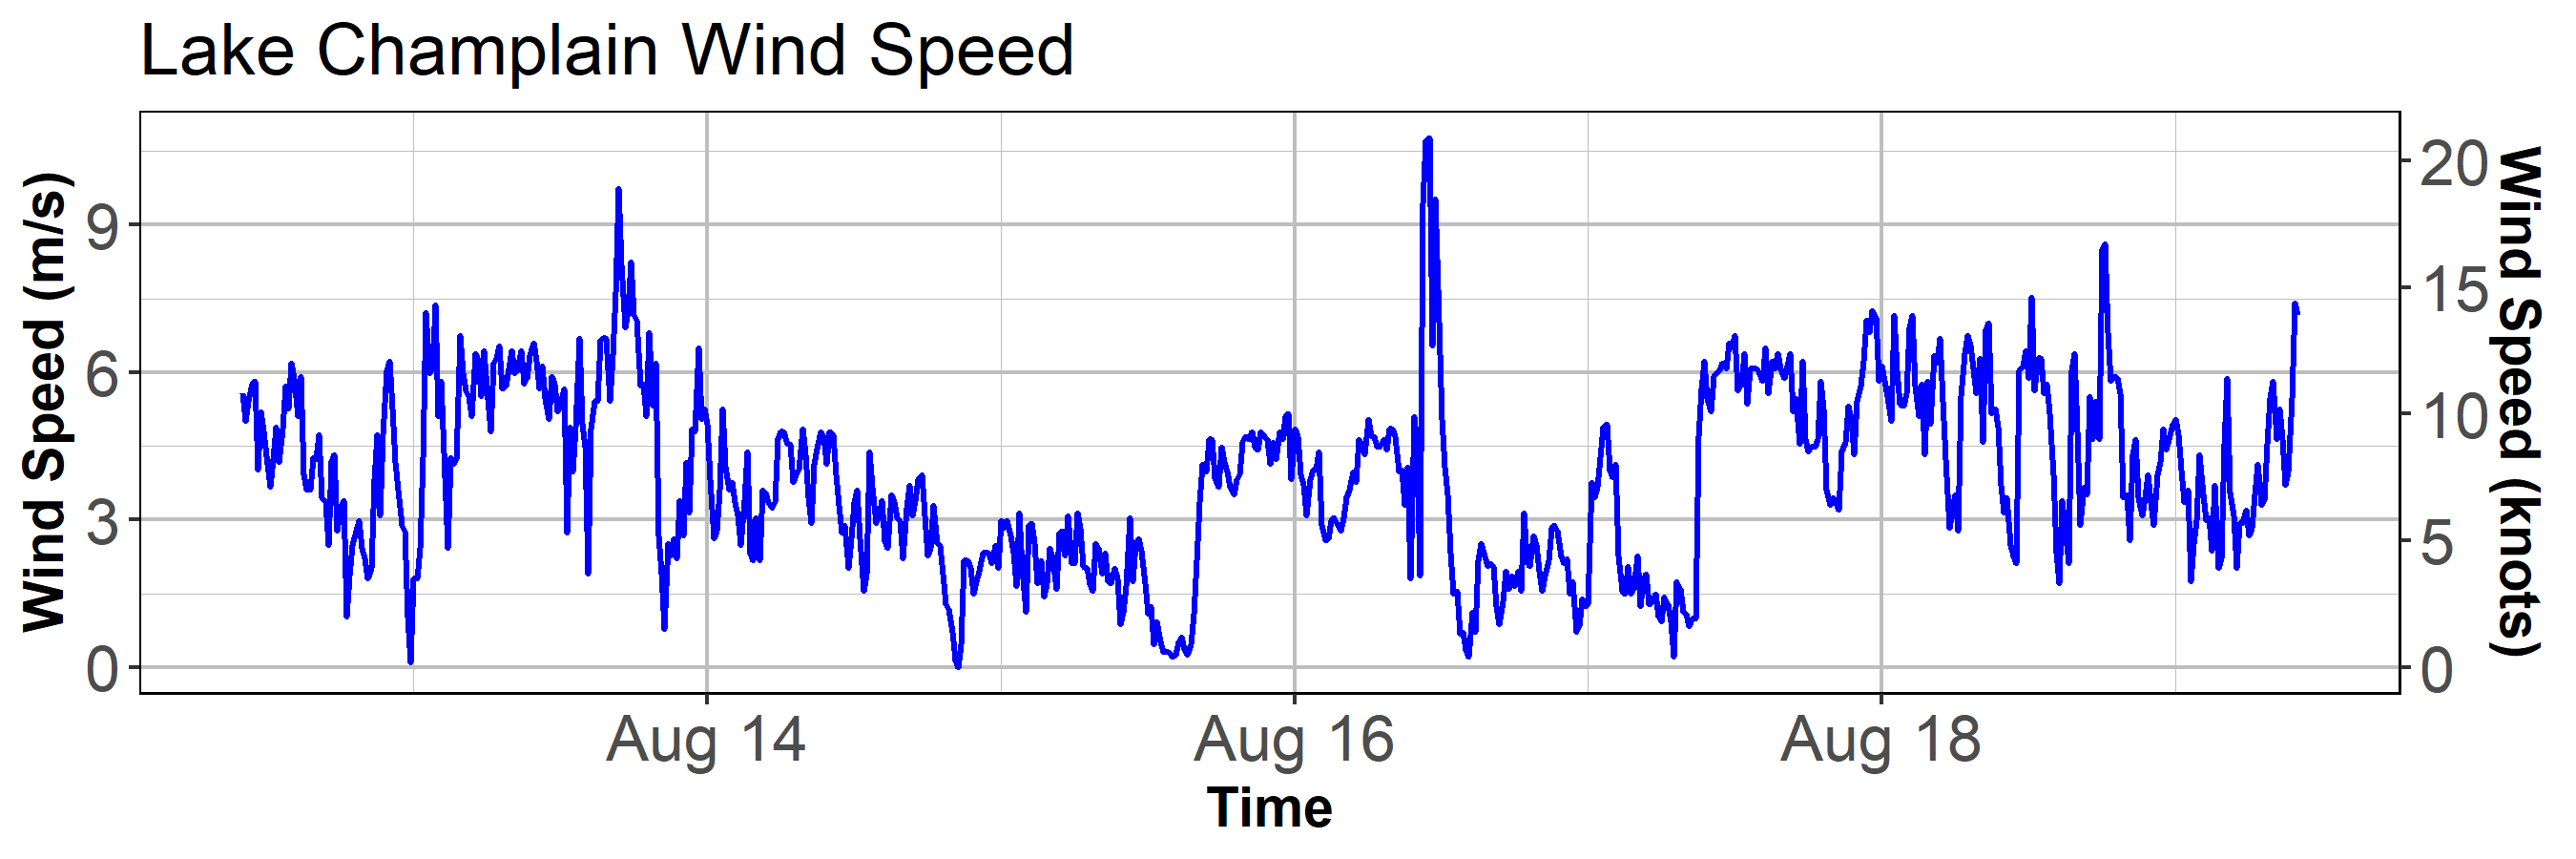 Lake Champlain Wind Speed
Wind Speed (m/s)
9
6
3
0
20
15
10
5
0
Wind Speed (knots)
Aug 14
Aug 16
Aug 18
Time